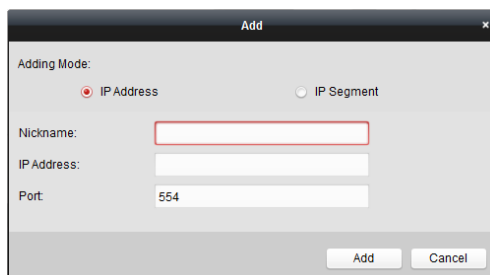 Add ×
Adding Mode:
IP Address IP Segment
Nickname:
IP Address:
Port: 554
Add Cancel